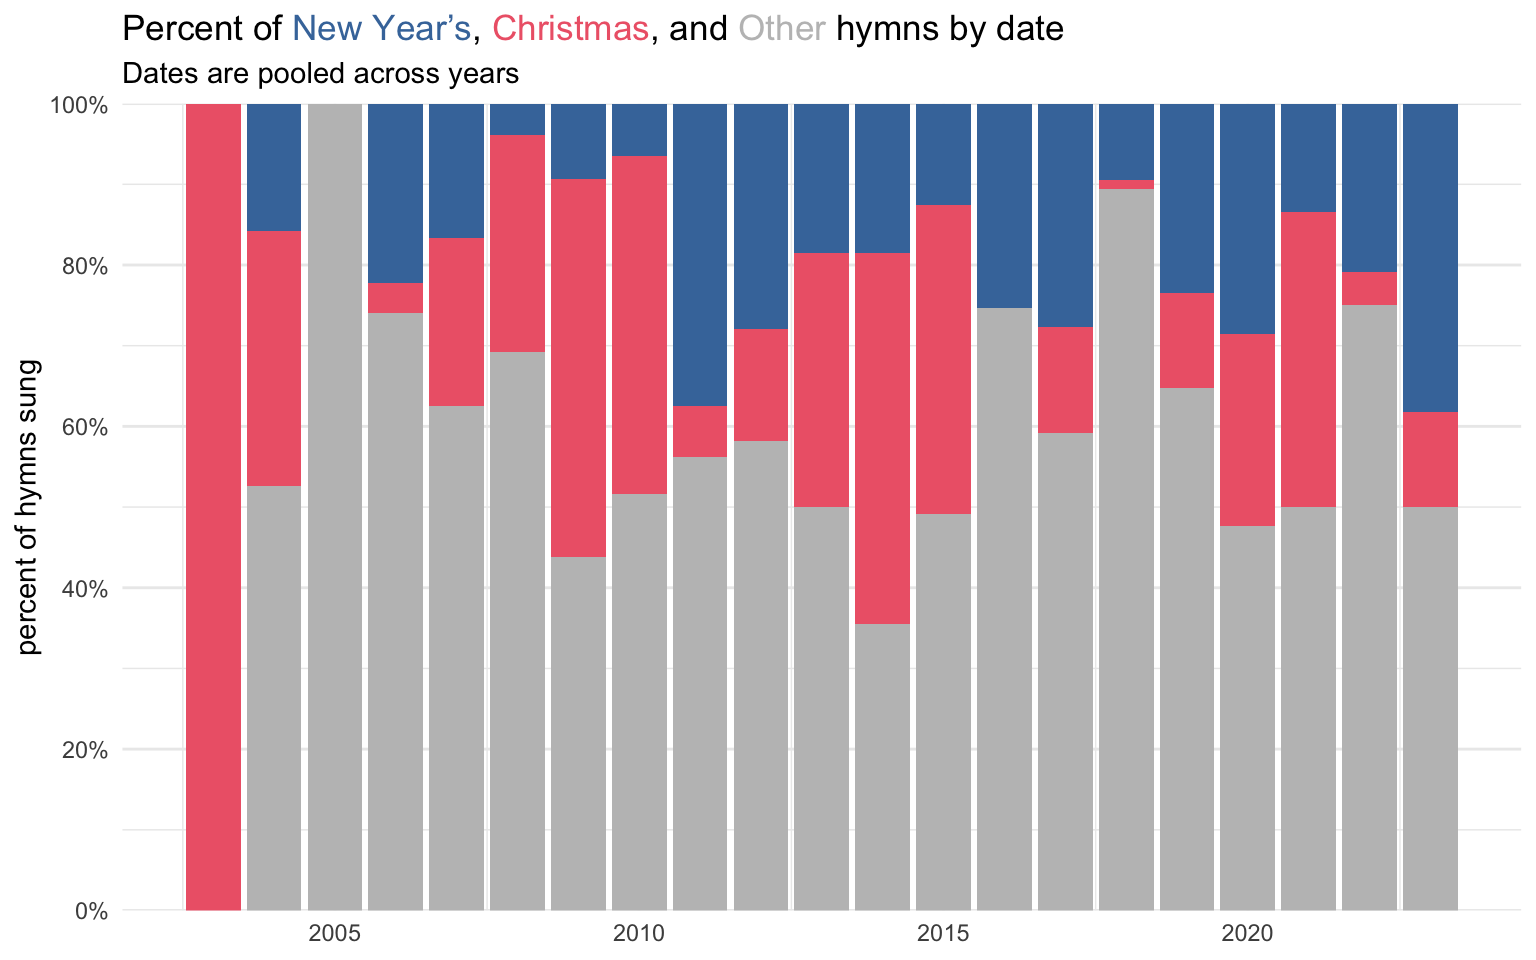 Percent of New Year’s, Christmas, and Other hymns by date
Dates are pooled across years
100%
80%
60%
40%
20%
0%
percent of hymns sung
2005 2010 2015 2020